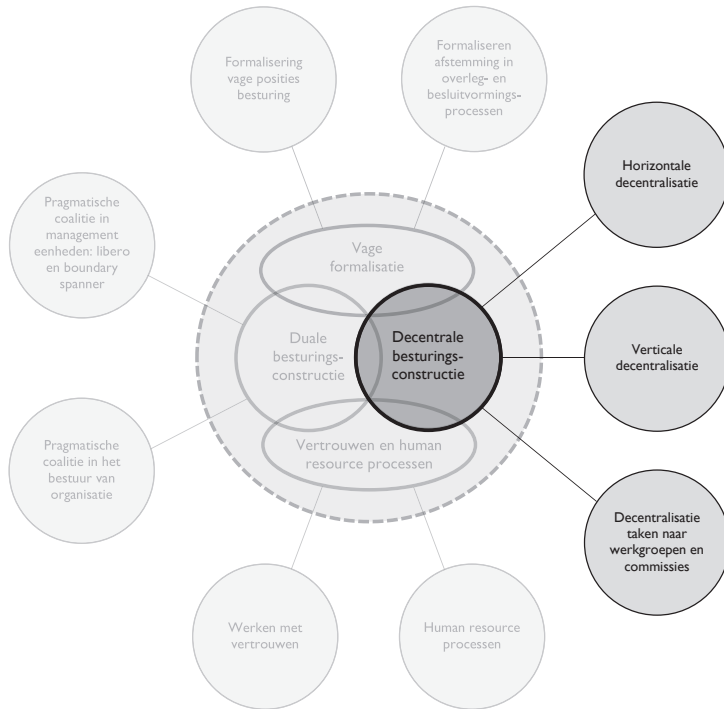 Formalisering
vage posities
besturing
Formaliseren
afstemming in
overleg- en
besluitvormings-
processen
Horizontale
decentralisatie
Pragmatische
coalitie in
management
eenheden: libero
en boundary
spanner
Vage
formalisatie
Duale
besturings-
constructie
Decentrale
besturings-
constructie
Verticale
decentralisatie
Pragmatische
coalitie in het
bestuur van
organisatie
Vertrouwen en human
resource processen
Decentralisatie
taken naar
werkgroepen en
commissies
Werken met
vertrouwen
Human resource
processen